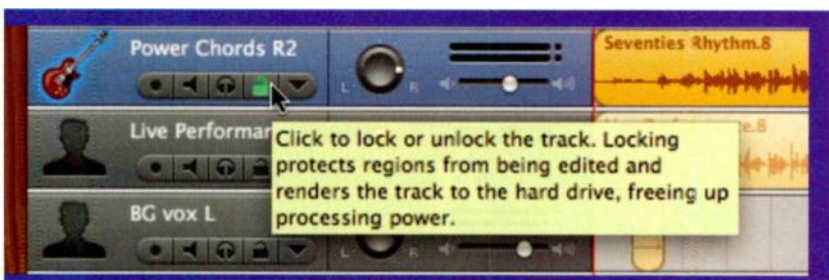 Power Chords R2
Seventies Rhythm.8
L R
Live Performa
Click to lock or unlock the track. Locking
protects regions from being edited and
renders the track to the hard drive, freeing up
processing power.
BG vox L
L R